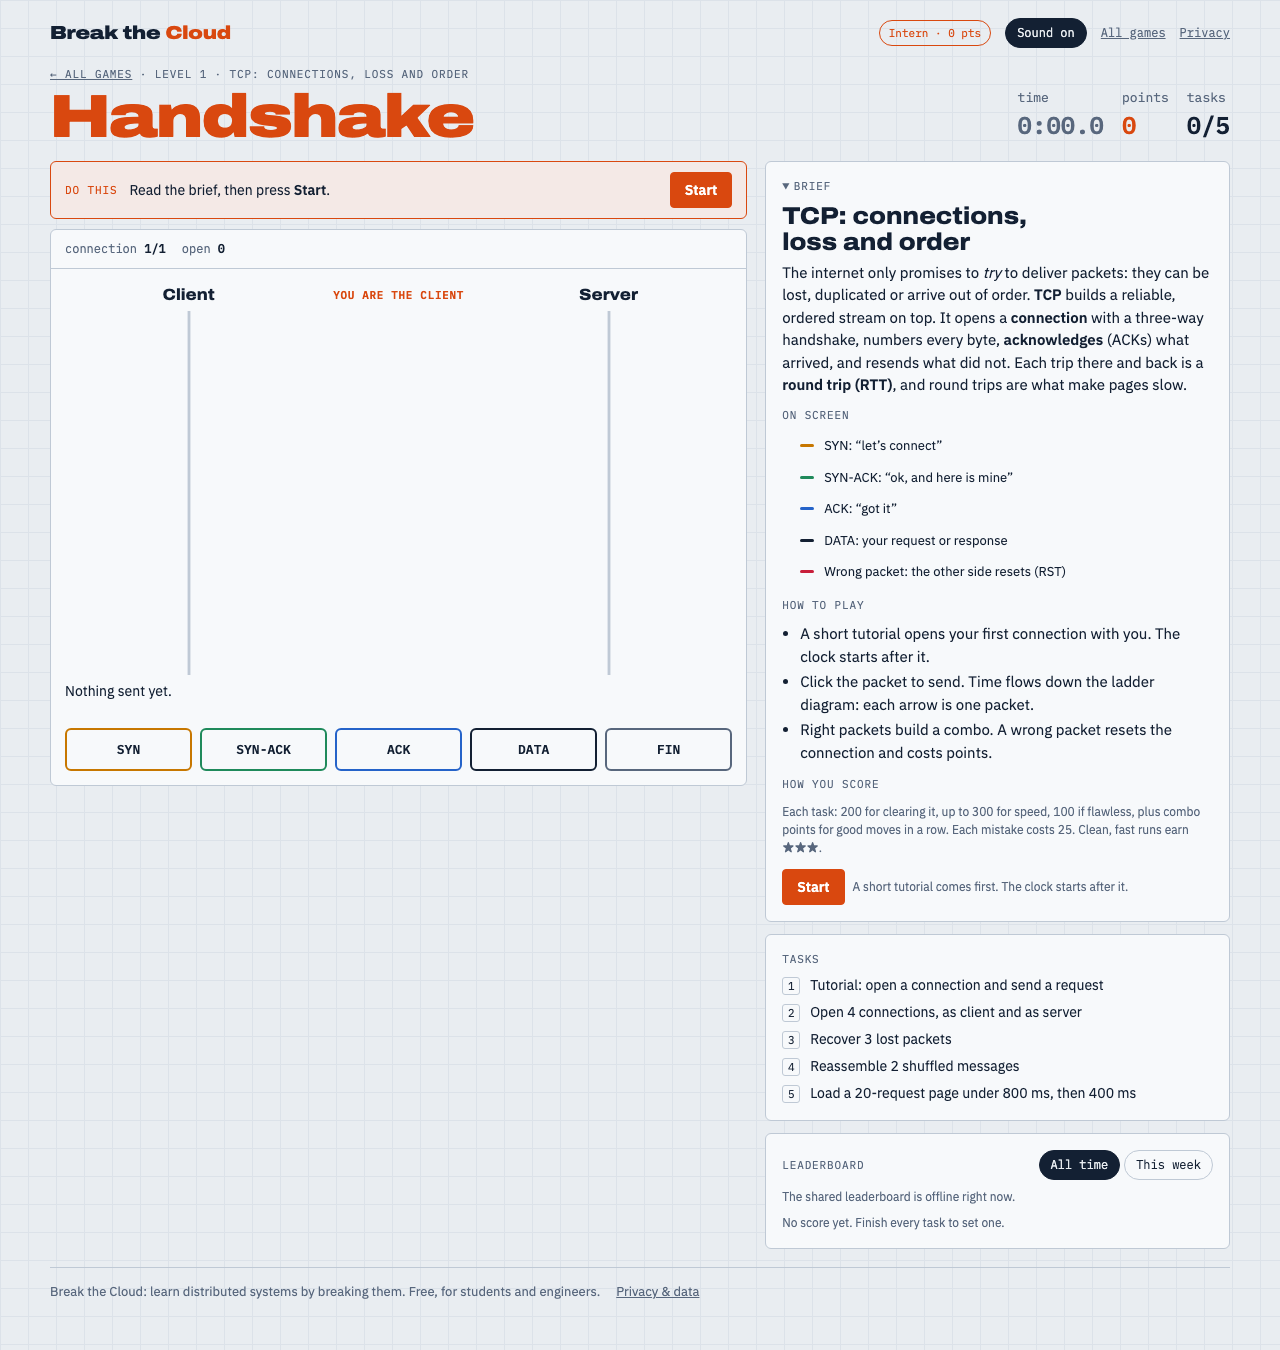 Break the Cloud
Intern · 0 pts
Sound on
All games
Privacy
← ALL GAMES · LEVEL 1 · TCP: CONNECTIONS, LOSS AND ORDER
Handshake
time
0:00.0
points
0
tasks
0/5
DO THIS Read the brief, then press Start.
Start
connection 1/1 open 0
Client
YOU ARE THE CLIENT
Server
Nothing sent yet.
SYN
SYN-ACK
ACK
DATA
FIN
▼ BRIEF
TCP: connections,
loss and order
The internet only promises to try to deliver packets: they can be
lost, duplicated or arrive out of order. TCP builds a reliable,
ordered stream on top. It opens a connection with a three-way
handshake, numbers every byte, acknowledges (ACKs) what
arrived, and resends what did not. Each trip there and back is a
round trip (RTT), and round trips are what make pages slow.
ON SCREEN
SYN: “let’s connect”
SYN-ACK: “ok, and here is mine”
ACK: “got it”
DATA: your request or response
Wrong packet: the other side resets (RST)
HOW TO PLAY
• A short tutorial opens your first connection with you. The
clock starts after it.
• Click the packet to send. Time flows down the ladder
diagram: each arrow is one packet.
• Right packets build a combo. A wrong packet resets the
connection and costs points.
HOW YOU SCORE
Each task: 200 for clearing it, up to 300 for speed, 100 if flawless, plus combo
points for good moves in a row. Each mistake costs 25. Clean, fast runs earn
★★★.
Start
A short tutorial comes first. The clock starts after it.
TASKS
1 Tutorial: open a connection and send a request
2 Open 4 connections, as client and as server
3 Recover 3 lost packets
4 Reassemble 2 shuffled messages
5 Load a 20-request page under 800 ms, then 400 ms
LEADERBOARD
All time
This week
The shared leaderboard is offline right now.
No score yet. Finish every task to set one.
Break the Cloud: learn distributed systems by breaking them. Free, for students and engineers.
Privacy & data